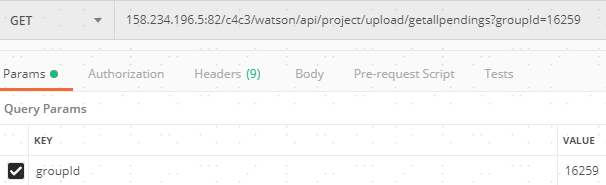 GET 158.234.196.5:82/c4c3/watson/api/project/upload/getallpendings?groupId=16259
Params Authorization Headers (9) Body Pre-request Script Tests
Query Params
KEY VALUE
groupId 16259